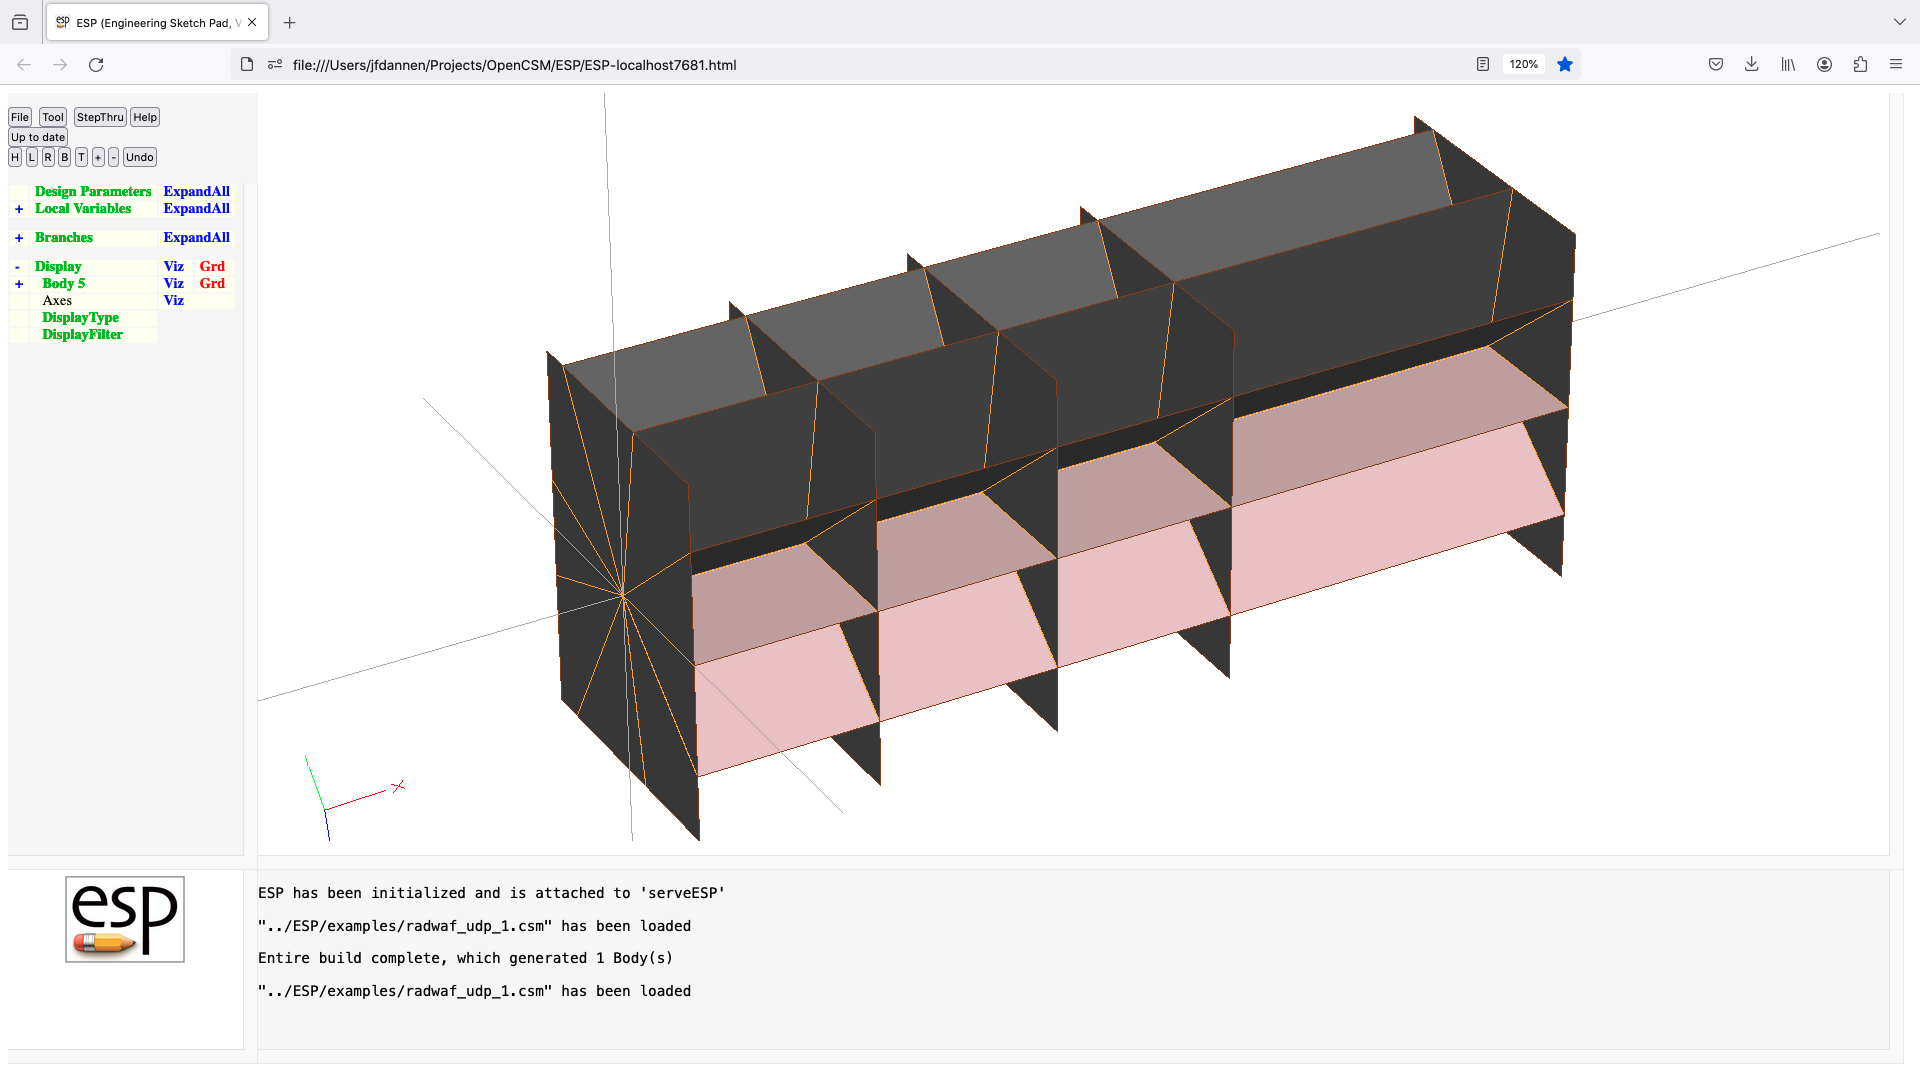 ESP (Engineering Sketch Pad, V
file:///Users/jfdannen/Projects/OpenCSM/ESP/ESP-localhost7681.html
120%
File Tool StepThru Help
Up to date
H L R B T + - Undo
Design Parameters ExpandAll
+ Local Variables ExpandAll
+ Branches ExpandAll
- Display Viz Grd
+ Body 5 Viz Grd
Axes Viz
DisplayType
DisplayFilter
X
esp
ESP has been initialized and is attached to 'serveESP'
"../ESP/examples/radwaf_udp_1.csm" has been loaded
Entire build complete, which generated 1 Body(s)
"../ESP/examples/radwaf_udp_1.csm" has been loaded